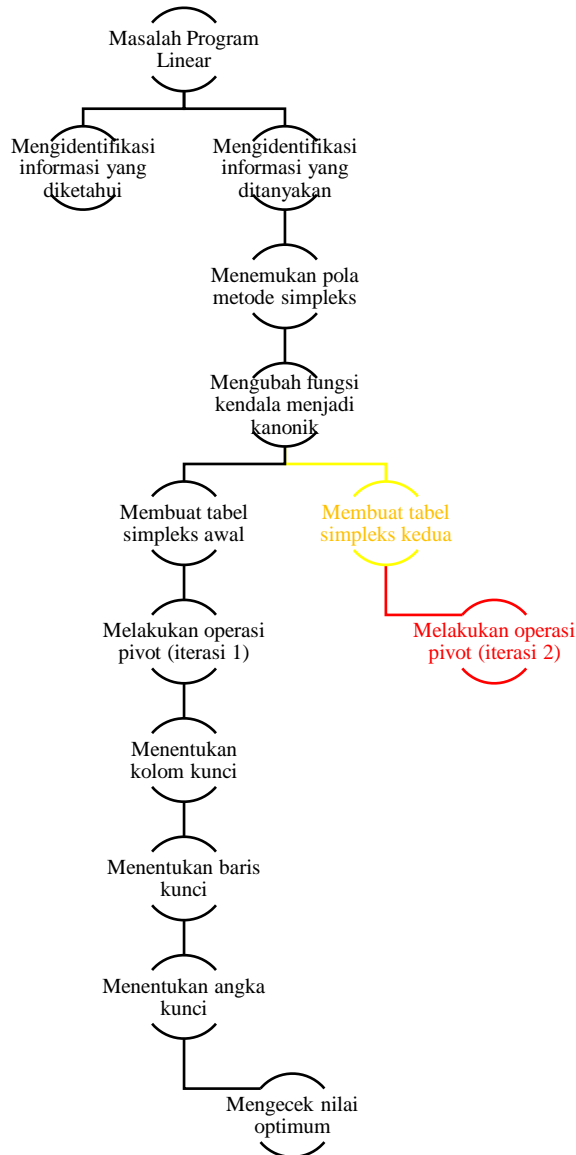 Masalah Program
Linear
Mengidentifikasi
informasi yang
diketahui
Mengidentifikasi
informasi yang
ditanyakan
Menemukan pola
metode simpleks
Mengubah fungsi
kendala menjadi
kanonik
Membuat tabel
simpleks awal
Membuat tabel
simpleks kedua
Melakukan operasi
pivot (iterasi 1)
Melakukan operasi
pivot (iterasi 2)
Menentukan
kolom kunci
Menentukan baris
kunci
Menentukan angka
kunci
Mengecek nilai
optimum